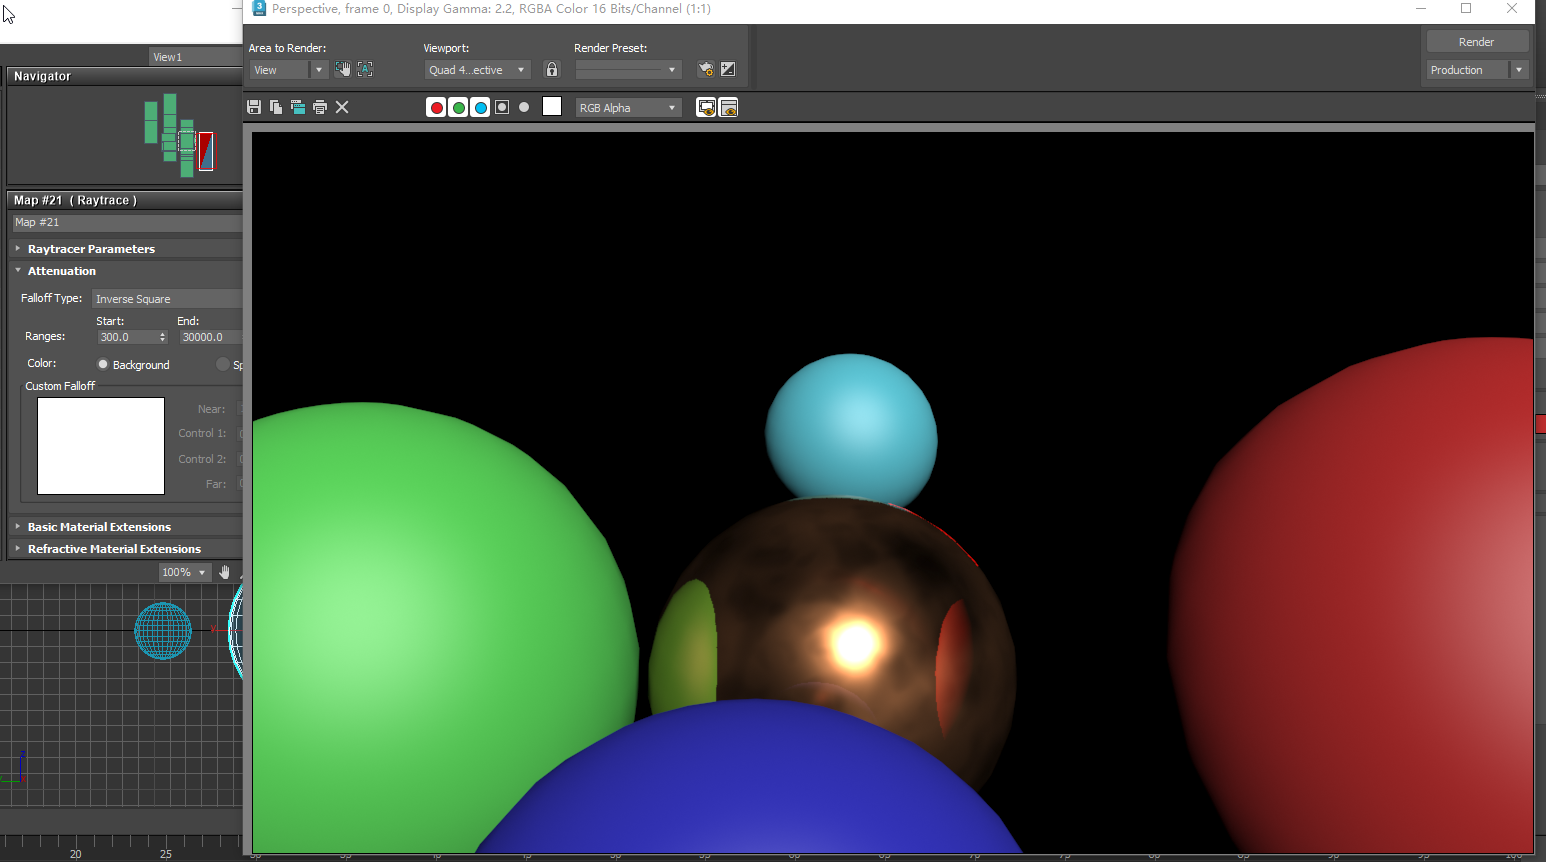 Perspective, frame 0, Display Gamma: 2.2, RGBA Color 16 Bits/Channel (1:1)
Area to Render:
Viewport:
Render Preset:
Render
View
Quad 4...ective
Production
RGB Alpha
View1
Navigator
Map #21 ( Raytrace )
Map #21
Raytracer Parameters
Attenuation
Falloff Type:
Inverse Square
Start:
End:
Ranges:
300.0
30000.0
Color:
Background
Sp
Custom Falloff
Near:
Control 1:
Control 2:
Far:
Basic Material Extensions
Refractive Material Extensions
100%
20
25